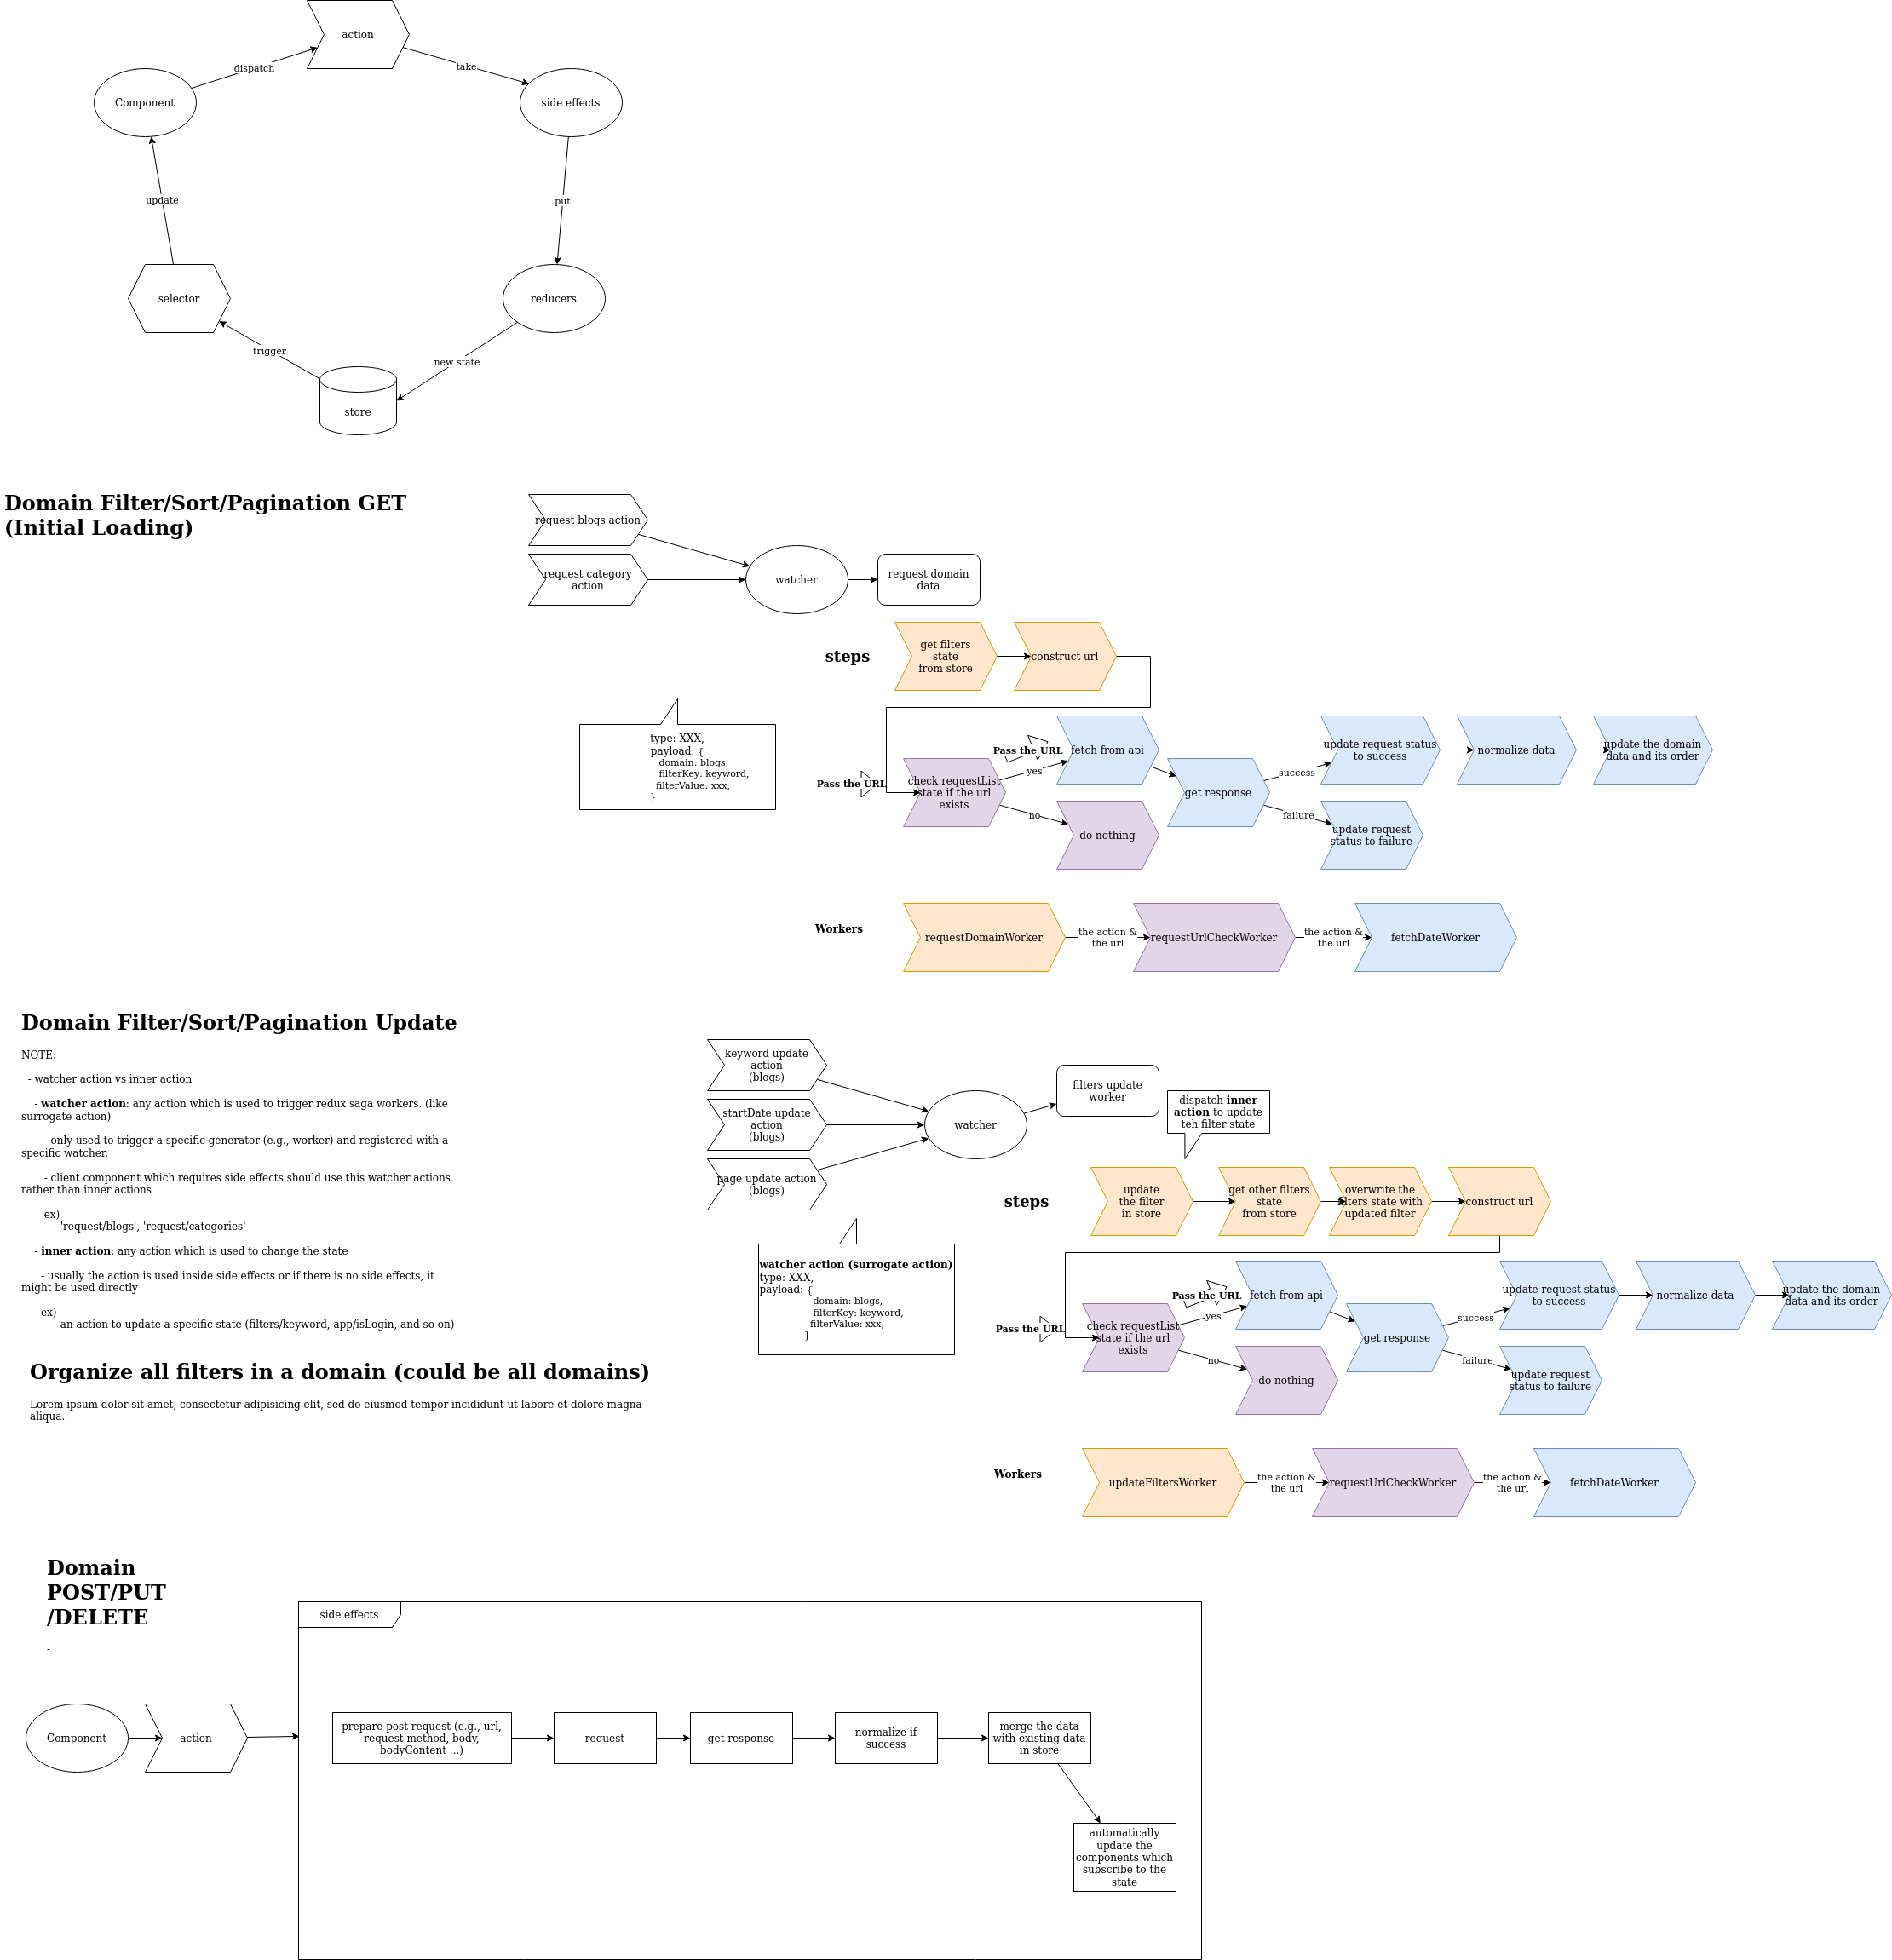 action
dispatch
take
Component
side effects
update
put
selector
reducers
trigger
new state
store
Domain Filter/Sort/Pagination GET
(Initial Loading)
-
request blogs action
request category
action
watcher
request domain
data
steps
get filters
state
from store
construct url
type: XXX,
payload: {
domain: blogs,
filterKey: keyword,
filterValue: xxx,
}
Pass the URL
check requestList
state if the url
exists
yes
no
Pass the URL
fetch from api
do nothing
get response
success
failure
update request status
to success
normalize data
update the domain
data and its order
update request
status to failure
Workers
requestDomainWorker
the action &
the url
requestUrlCheckWorker
the action &
the url
fetchDateWorker
Domain Filter/Sort/Pagination Update
NOTE:
- watcher action vs inner action
- watcher action: any action which is used to trigger redux saga workers. (like
surrogate action)
- only used to trigger a specific generator (e.g., worker) and registered with a
specific watcher.
- client component which requires side effects should use this watcher actions
rather than inner actions
ex)
'request/blogs', 'request/categories'
- inner action: any action which is used to change the state
- usually the action is used inside side effects or if there is no side effects, it
might be used directly
ex)
an action to update a specific state (filters/keyword, app/isLogin, and so on)
keyword update
action
(blogs)
startDate update
action
(blogs)
page update action
(blogs)
watcher
filters update
worker
dispatch inner
action to update
teh filter state
steps
update
the filter
in store
get other filters
state
from store
overwrite the
filters state with
updated filter
construct url
watcher action (surrogate action)
type: XXX,
payload: {
domain: blogs,
filterKey: keyword,
filterValue: xxx,
}
Pass the URL
check requestList
state if the url
exists
yes
no
Pass the URL
fetch from api
do nothing
get response
success
failure
update request status
to success
normalize data
update the domain
data and its order
update request
status to failure
Organize all filters in a domain (could be all domains)
Lorem ipsum dolor sit amet, consectetur adipisicing elit, sed do eiusmod tempor incididunt ut labore et dolore magna
aliqua.
Workers
updateFiltersWorker
the action &
the url
requestUrlCheckWorker
the action &
the url
fetchDateWorker
Domain
POST/PUT
/DELETE
-
side effects
Component
action
prepare post request (e.g., url,
request method, body,
bodyContent ...)
request
get response
normalize if
success
merge the data
with existing data
in store
automatically
update the
components which
subscribe to the
state